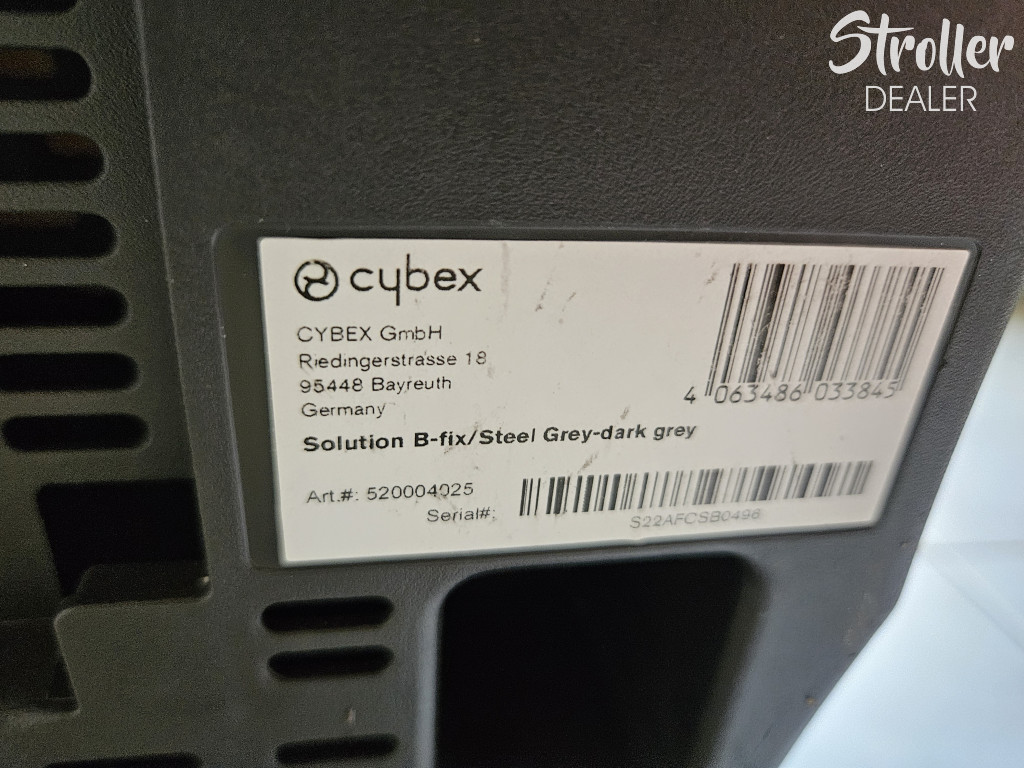 Stroller
DEALER
cybex
CYBEX GmbH
Riedingerstrasse 18
95448 Bayreuth
Germany
4 063486 033845
Solution B-fix/Steel Grey-dark grey
Art.#: 520004025
Serial#:
S22AFCSB0496